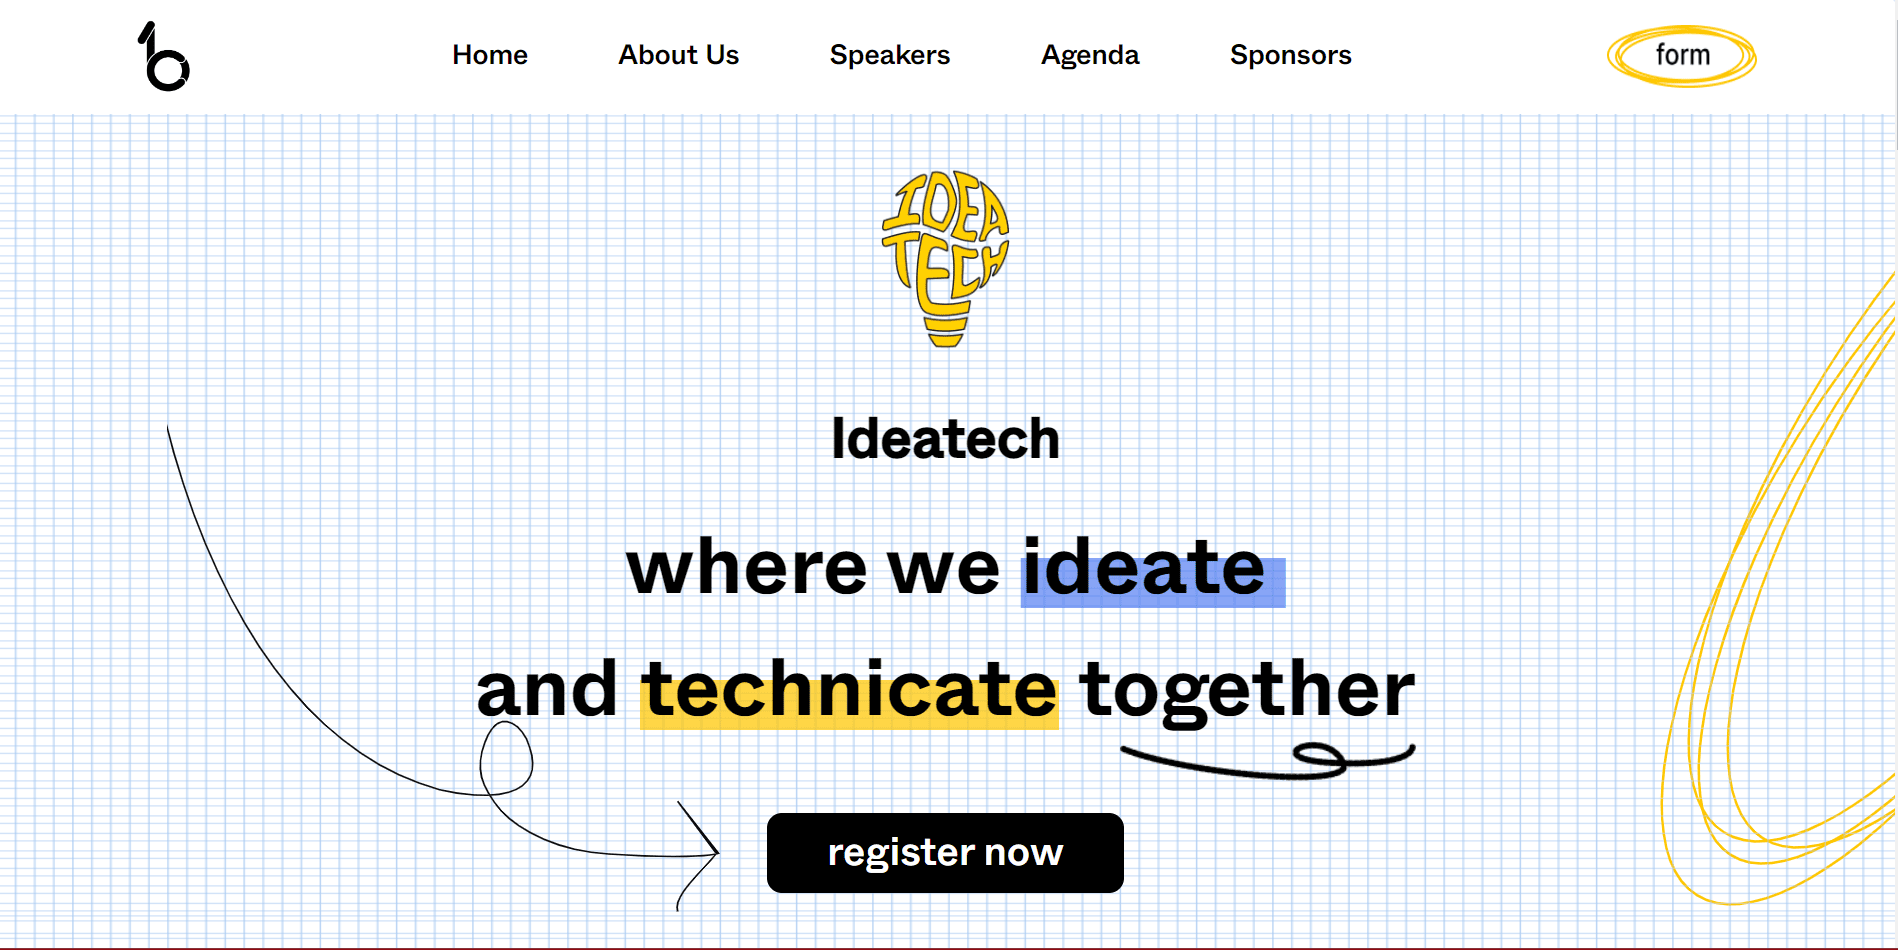 Home About Us Speakers Agenda Sponsors form
IDEA
TECH
Ideatech
where we ideate
and technicate together
register now